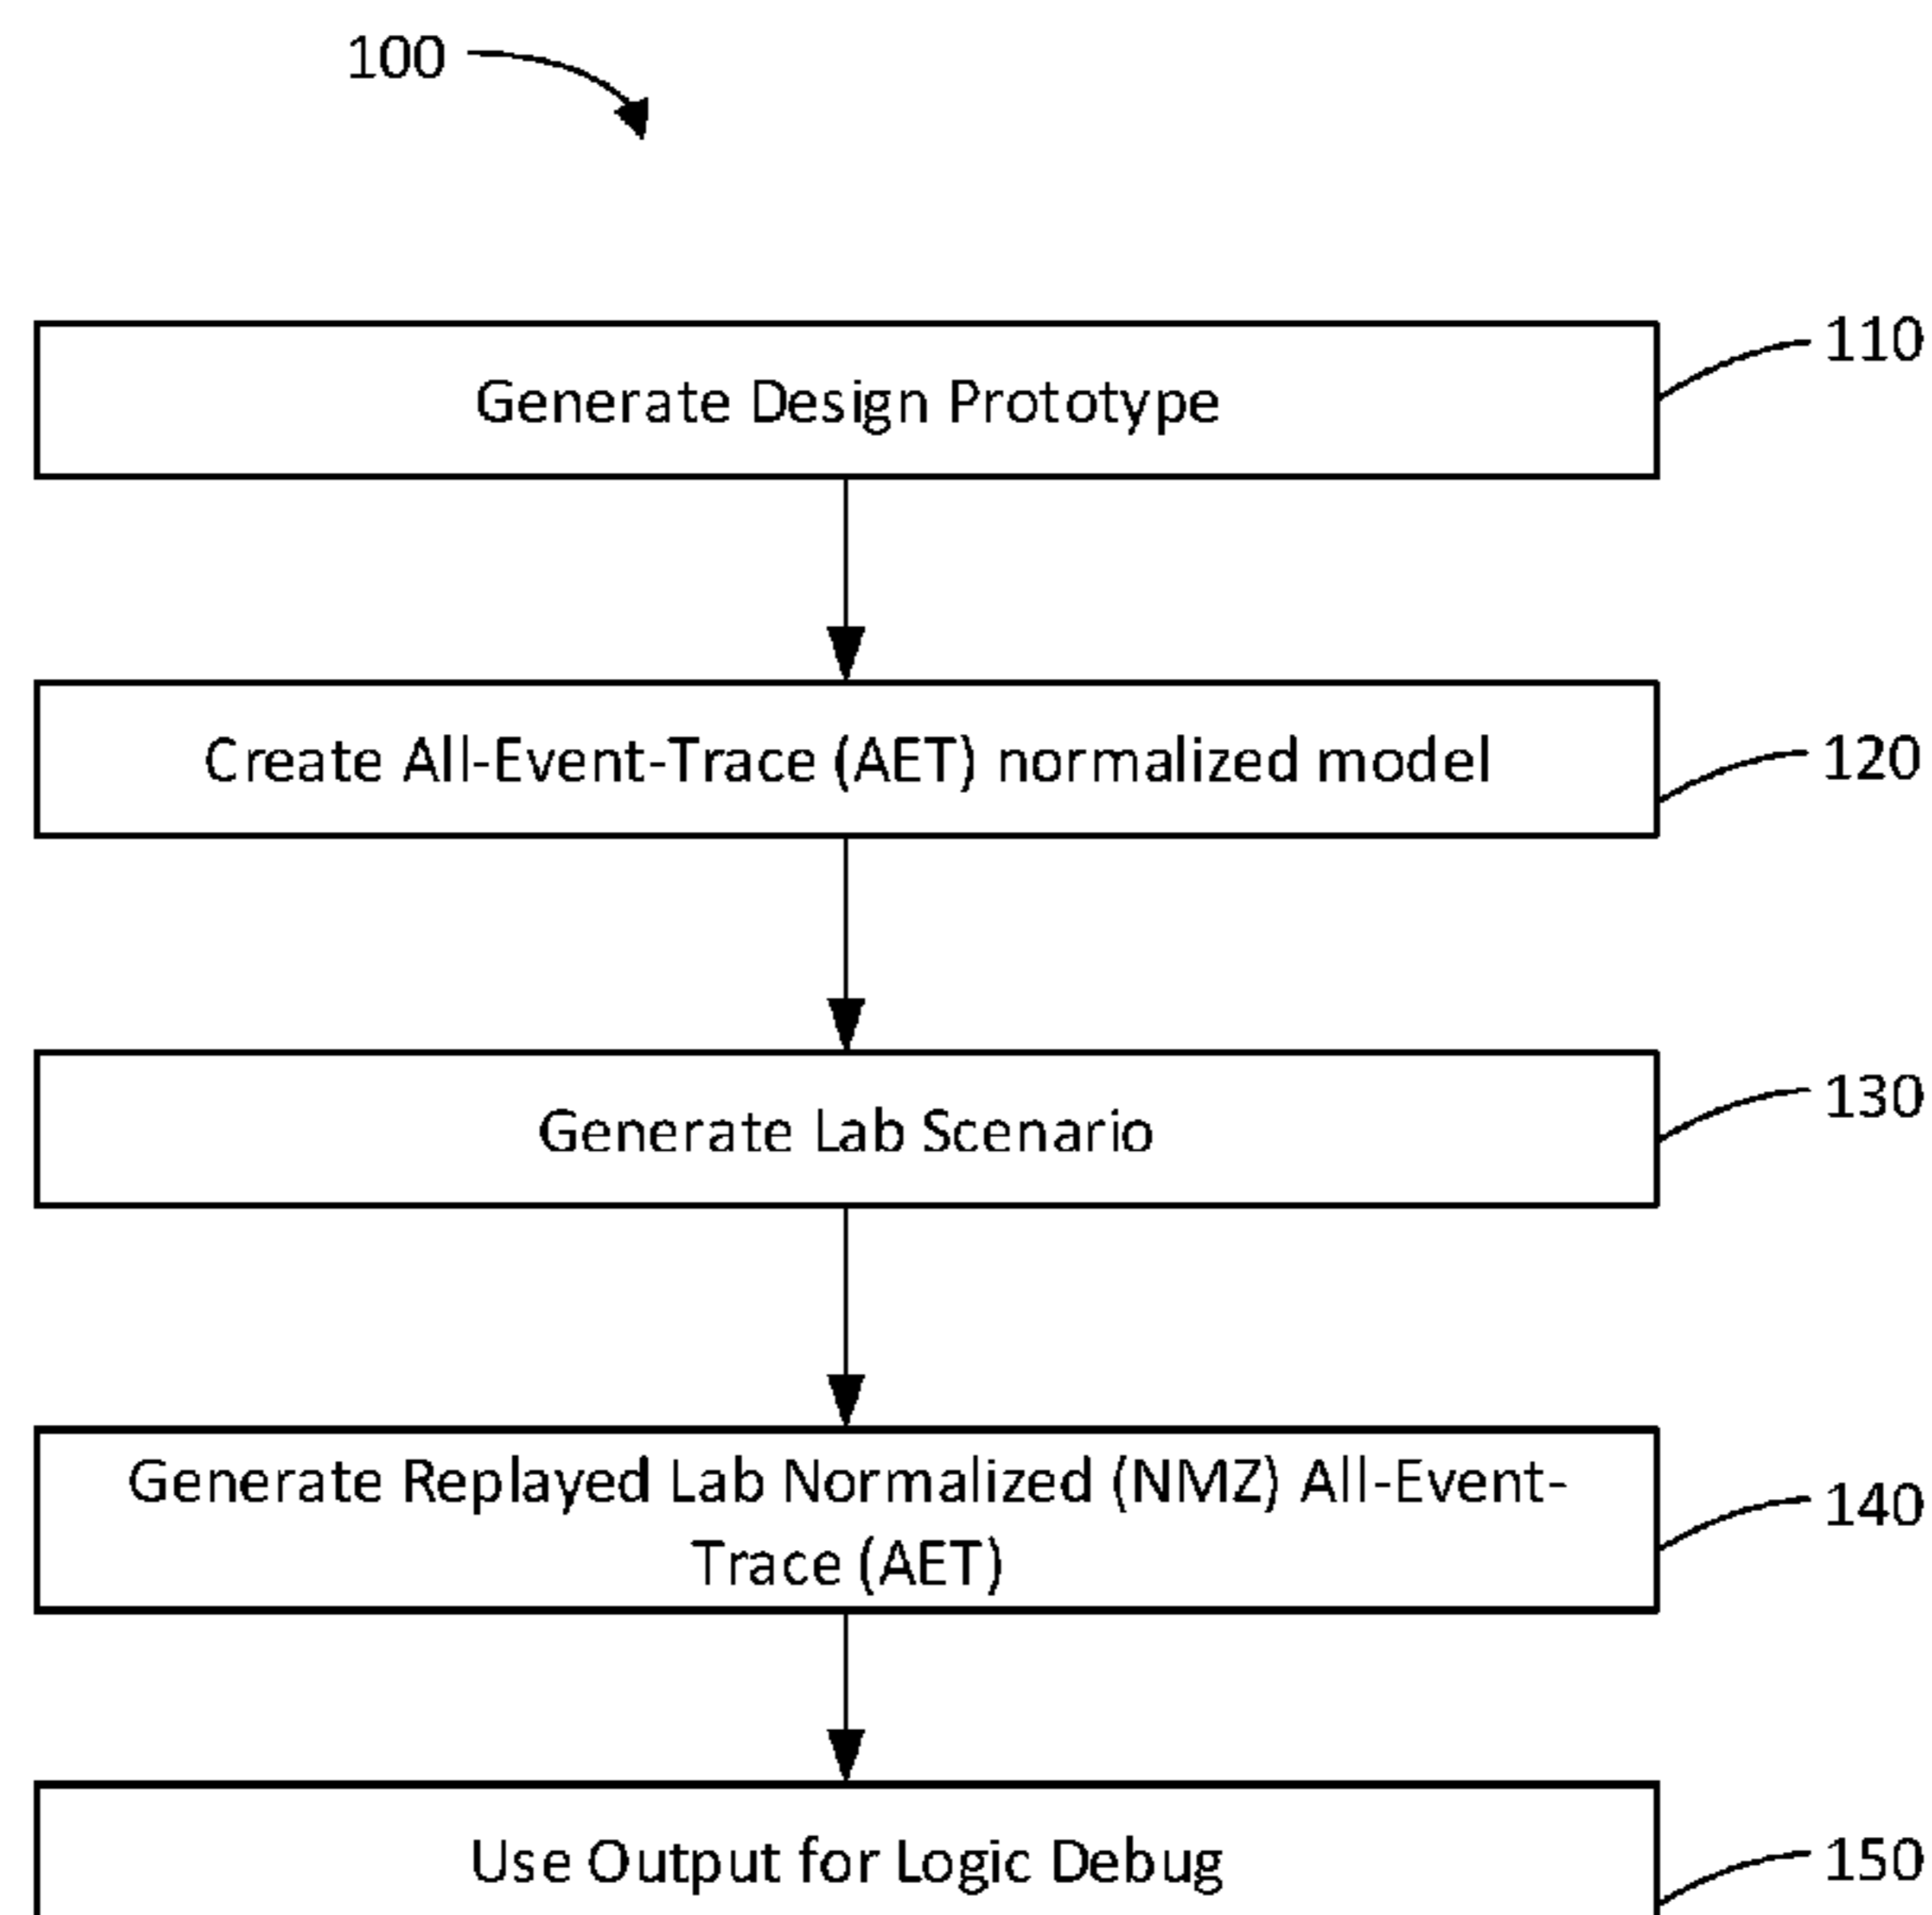 100
Generate Design Prototype
110
Create All-Event-Trace (AET) normalized model
120
Generate Lab Scenario
130
Generate Replayed Lab Normalized (NMZ) All-Event-
Trace (AET)
140
Use Output for Logic Debug
150